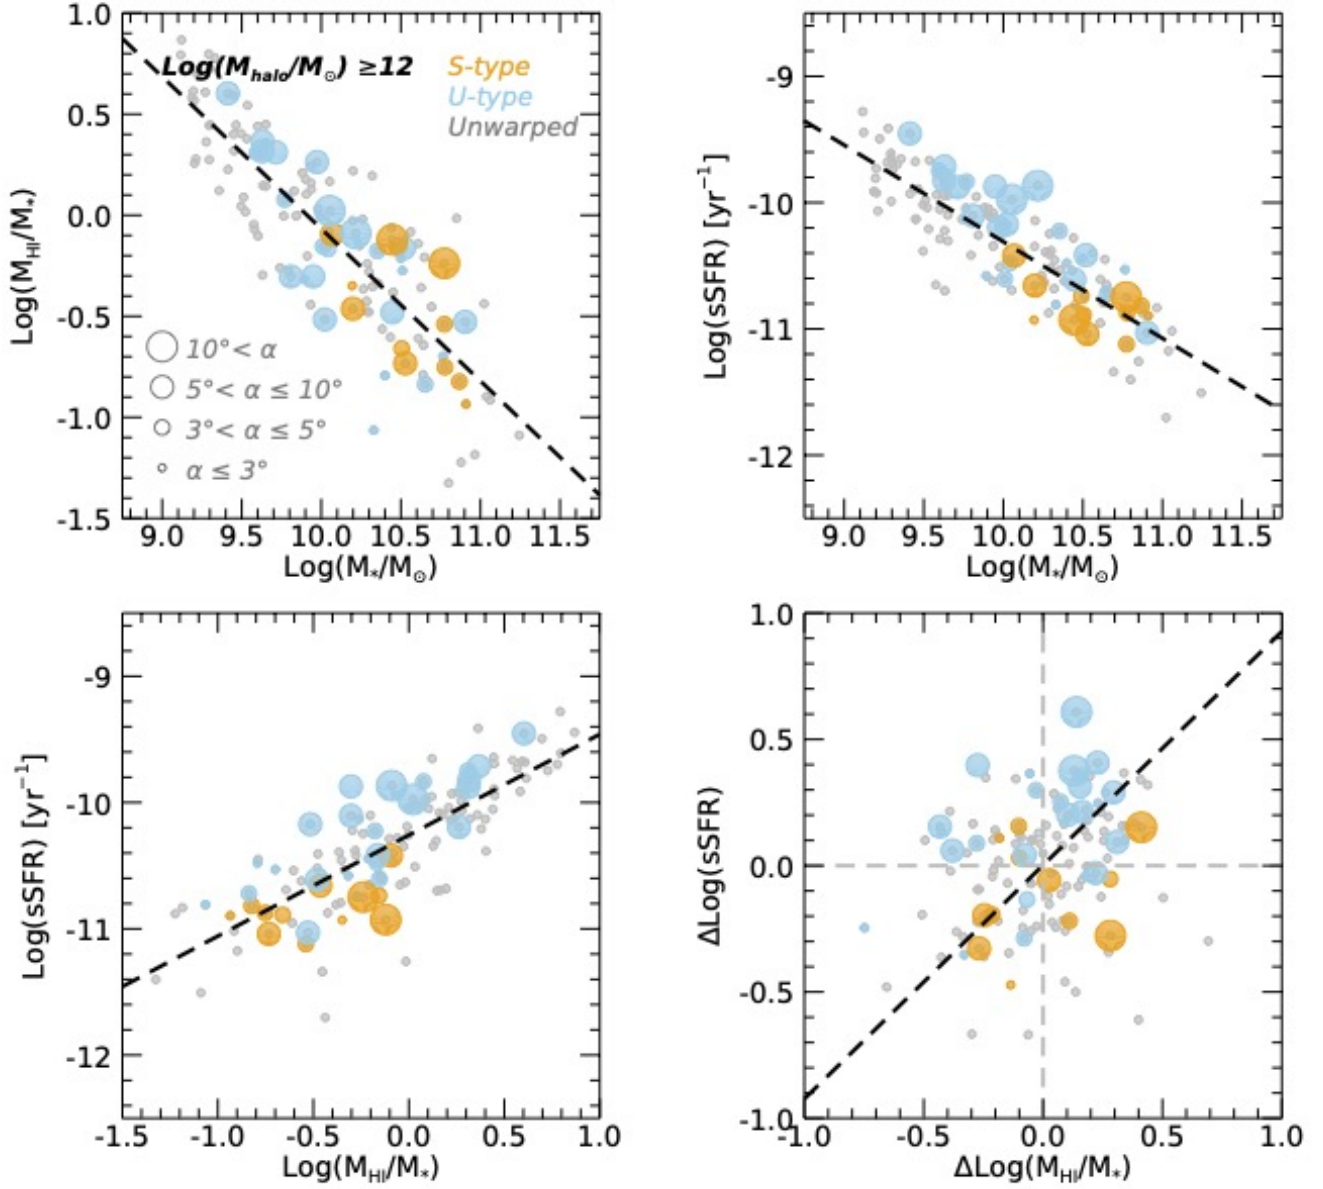 Log(M_halo/M_⊙) ≥12
S-type
U-type
Unwarped
10°< α
5°< α ≤ 10°
3°< α ≤ 5°
α ≤ 3°
1.0
0.5
0.0
-0.5
-1.0
-1.5
Log(M_HI/M_*)
9.0 9.5 10.0 10.5 11.0 11.5
Log(M_*/M_⊙)
-9
-10
-11
-12
Log(sSFR) [yr⁻¹]
9.0 9.5 10.0 10.5 11.0 11.5
Log(M_*/M_⊙)
-9
-10
-11
-12
Log(sSFR) [yr⁻¹]
-1.5 -1.0 -0.5 0.0 0.5 1.0
Log(M_HI/M_*)
1.0
0.5
0.0
-0.5
-1.0
ΔLog(sSFR)
-1.0 -0.5 0.0 0.5 1.0
ΔLog(M_HI/M_*)